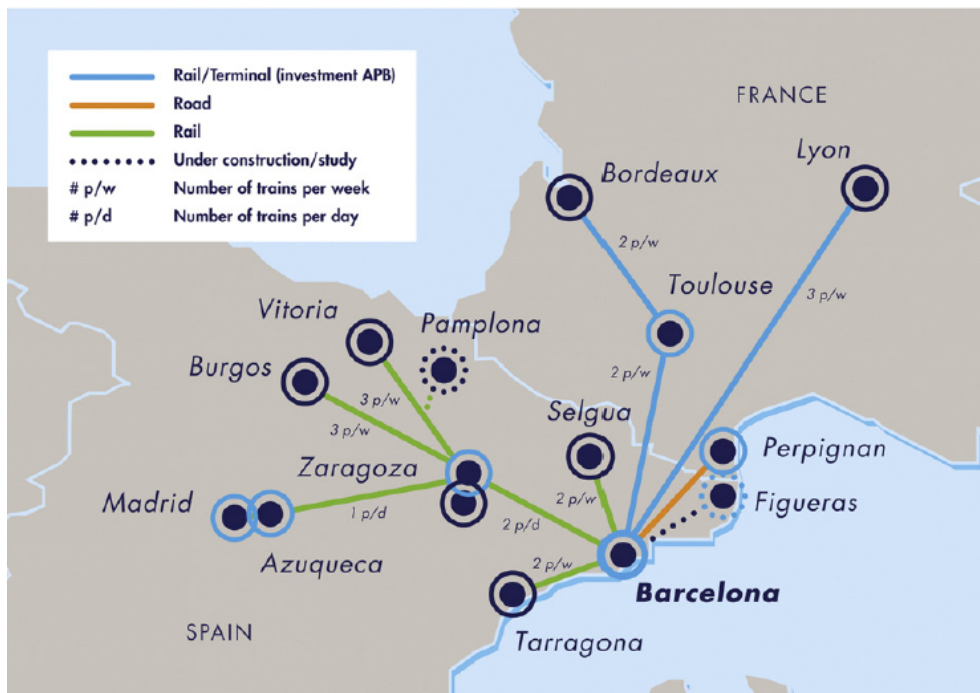 Rail/Terminal (investment APB)
Road
Rail
Under construction/study
# p/w Number of trains per week
# p/d Number of trains per day
FRANCE
Lyon
Bordeaux
2 p/w
Toulouse
3 p/w
Vitoria
Pamplona
Burgos
2 p/w
3 p/w
Selgua
3 p/w
Perpignan
Zaragoza
Madrid
2 p/w
Figueras
1 p/d
2 p/d
Azuqueca
2 p/w
Barcelona
SPAIN
Tarragona